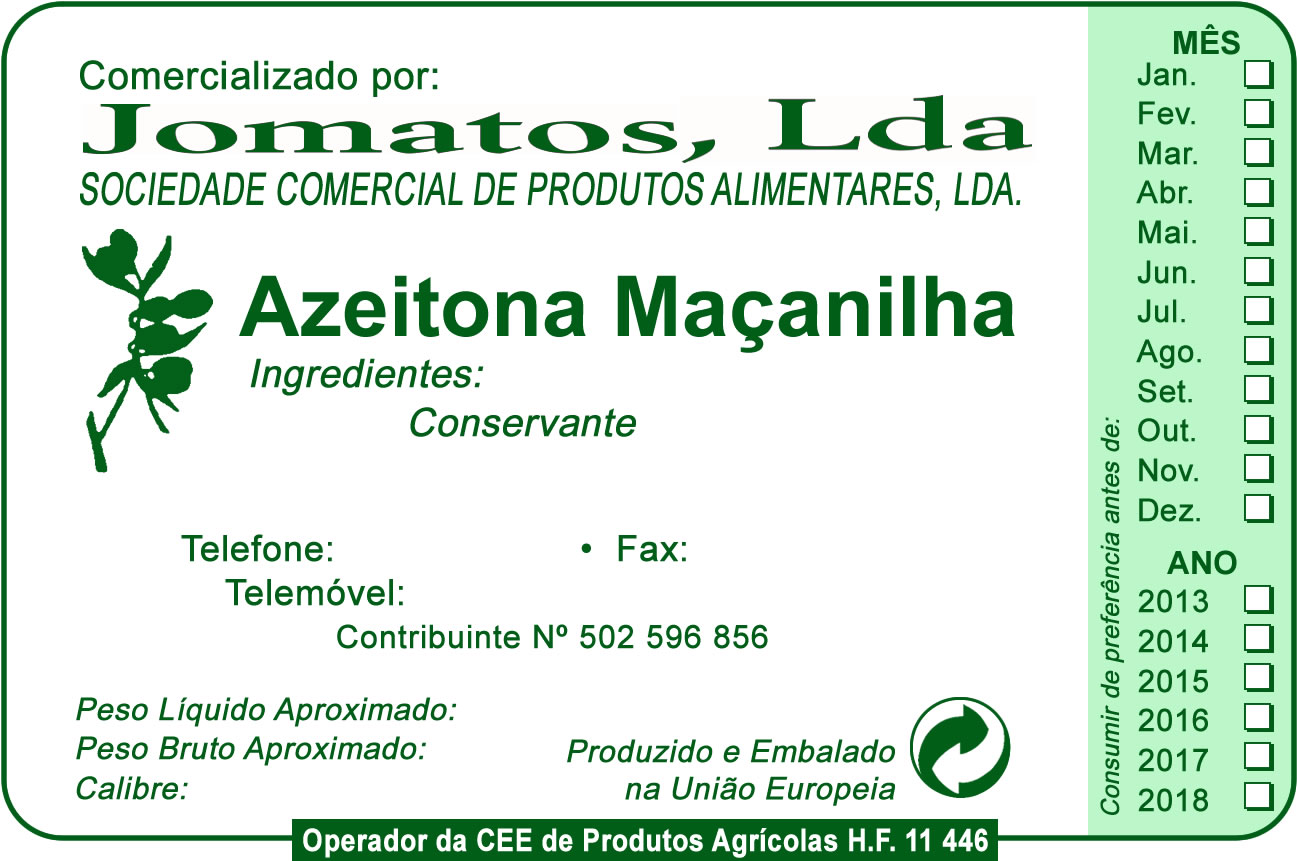 Comercializado por:
Jomatos, Lda
SOCIEDADE COMERCIAL DE PRODUTOS ALIMENTARES, LDA.
Azeitona Maçanilha
Ingredientes:
Conservante
Telefone: • Fax:
Telemóvel:
Contribuinte Nº 502 596 856
Peso Líquido Aproximado:
Peso Bruto Aproximado:
Calibre:
Produzido e Embalado
na União Europeia
Operador da CEE de Produtos Agrícolas H.F. 11 446
Consumir de preferência antes de:
MÊS
Jan.
Fev.
Mar.
Abr.
Mai.
Jun.
Jul.
Ago.
Set.
Out.
Nov.
Dez.
ANO
2013
2014
2015
2016
2017
2018